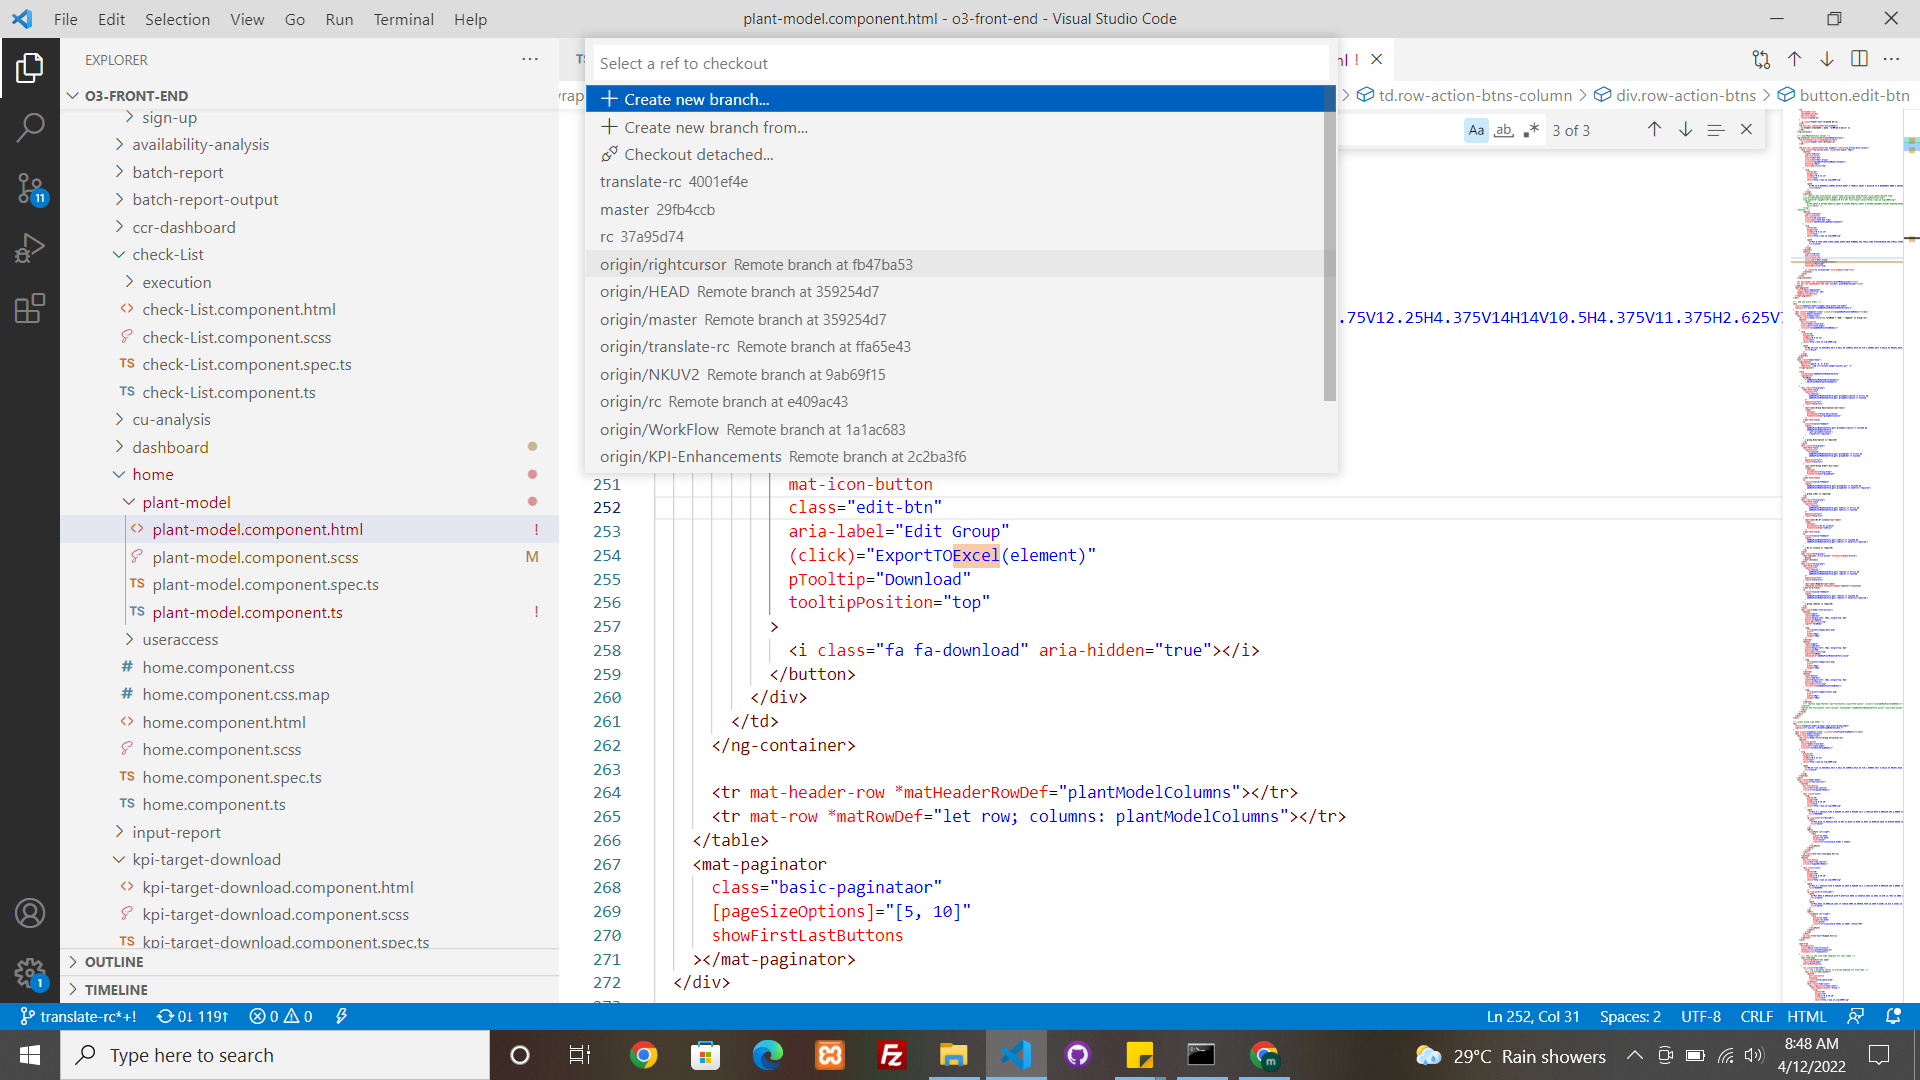 File Edit Selection View Go Run Terminal Help
plant-model.component.html - o3-front-end - Visual Studio Code
EXPLORER
O3-FRONT-END
sign-up
availability-analysis
batch-report
batch-report-output
ccr-dashboard
check-List
execution
check-List.component.html
check-List.component.scss
TS check-List.component.spec.ts
TS check-List.component.ts
cu-analysis
dashboard
home
plant-model
plant-model.component.html !
plant-model.component.scss M
TS plant-model.component.spec.ts
TS plant-model.component.ts !
useraccess
# home.component.css
# home.component.css.map
home.component.html
home.component.scss
TS home.component.spec.ts
TS home.component.ts
input-report
kpi-target-download
kpi-target-download.component.html
kpi-target-download.component.scss
TS kpi-target-download.component.spec.ts
OUTLINE
TIMELINE
11
1
Select a ref to checkout
+ Create new branch...
+ Create new branch from...
Checkout detached...
translate-rc 4001ef4e
master 29fb4ccb
rc 37a95d74
origin/rightcursor Remote branch at fb47ba53
origin/HEAD Remote branch at 359254d7
origin/master Remote branch at 359254d7
origin/translate-rc Remote branch at ffa65e43
origin/NKUV2 Remote branch at 9ab69f15
origin/rc Remote branch at e409ac43
origin/WorkFlow Remote branch at 1a1ac683
origin/KPI-Enhancements Remote branch at 2c2ba3f6
td.row-action-btns-column > div.row-action-btns > button.edit-btn
Aa ab 3 of 3
.75V12.25H4.375V14H14V10.5H4.375V11.375H2.625V
251 mat-icon-button
252 class="edit-btn"
253 aria-label="Edit Group"
254 (click)="ExportTOExcel(element)"
255 pTooltip="Download"
256 tooltipPosition="top"
257 >
258 <i class="fa fa-download" aria-hidden="true"></i>
259 </button>
260 </div>
261 </td>
262 </ng-container>
263
264 <tr mat-header-row *matHeaderRowDef="plantModelColumns"></tr>
265 <tr mat-row *matRowDef="let row; columns: plantModelColumns"></tr>
266 </table>
267 <mat-paginator
268 class="basic-paginataor"
269 [pageSizeOptions]="[5, 10]"
270 showFirstLastButtons
271 ></mat-paginator>
272 </div>
translate-rc*+! 0↓ 119↑ 0 0
Ln 252, Col 31 Spaces: 2 UTF-8 CRLF HTML
Type here to search
29°C Rain showers
8:48 AM
4/12/2022